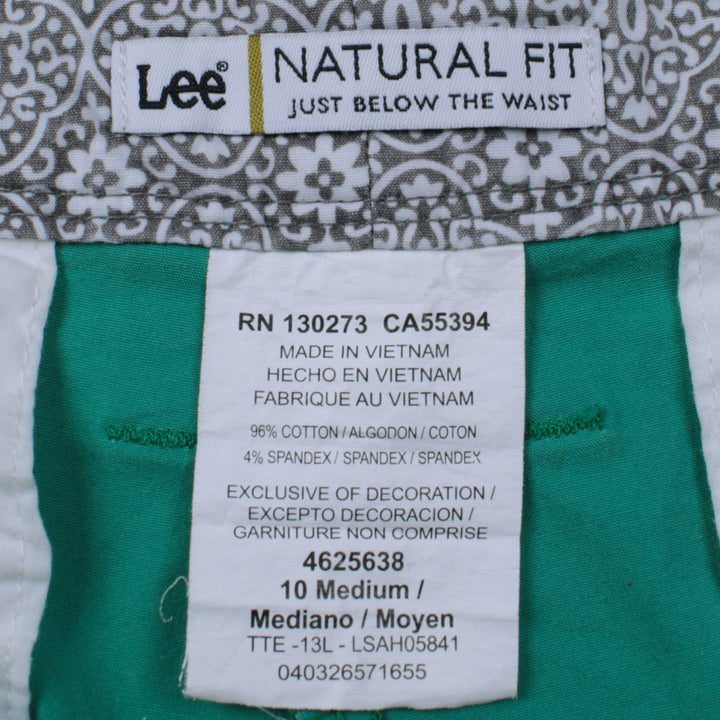 Lee® NATURAL FIT
JUST BELOW THE WAIST
RN 130273 CA55394
MADE IN VIETNAM
HECHO EN VIETNAM
FABRIQUE AU VIETNAM
96% COTTON / ALGODON / COTON
4% SPANDEX / SPANDEX / SPANDEX
EXCLUSIVE OF DECORATION /
EXCEPTO DECORACION /
GARNITURE NON COMPRISE
4625638
10 Medium /
Mediano / Moyen
TTE -13L - LSAH05841
040326571655